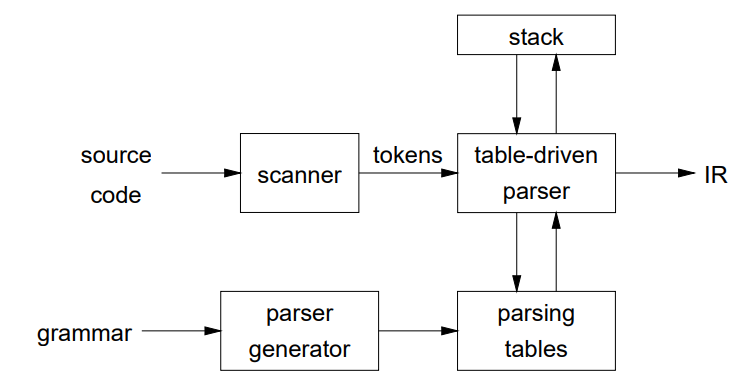 stack
source
code
scanner
tokens
table-driven
parser
IR
grammar
parser
generator
parsing
tables